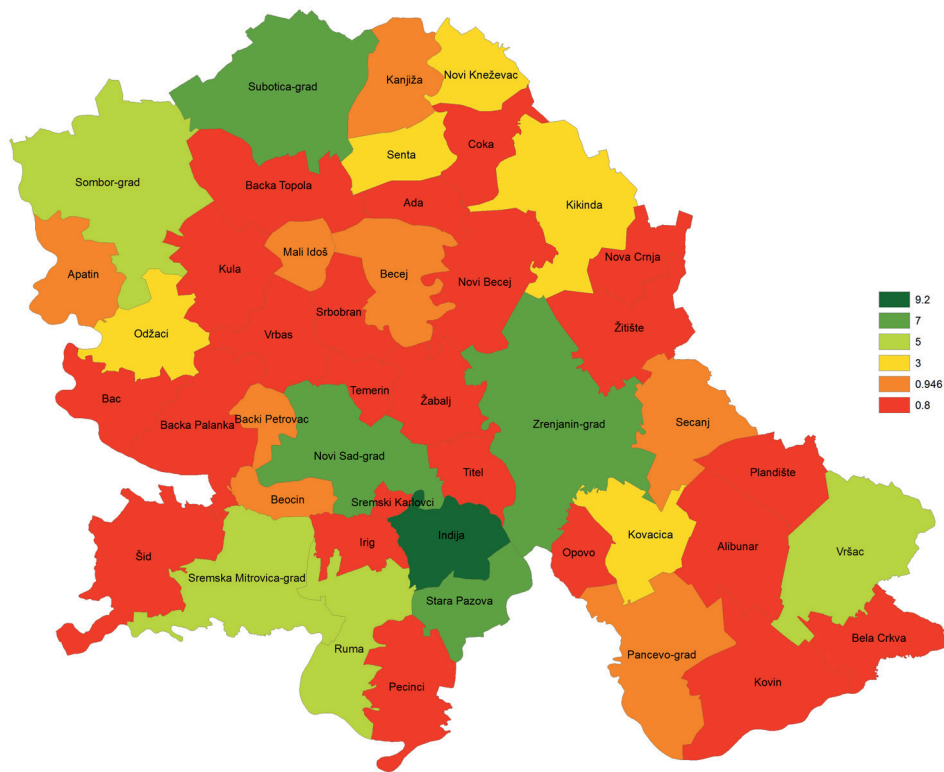 Subotica-grad
Kanjiža
Novi Kneževac
Coka
Senta
Sombor-grad
Backa Topola
Ada
Kikinda
Apatin
Kula
Mali Idoš
Becej
Novi Becej
Nova Crnja
Srbobran
Odžaci
Vrbas
Žitište
Bac
Temerin
Žabalj
Backa Palanka
Backi Petrovac
Zrenjanin-grad
Secanj
Novi Sad-grad
Titel
Plandište
Beocin
Sremski Karlovci
Indija
Kovacica
Šid
Irig
Opovo
Alibunar
Vršac
Sremska Mitrovica-grad
Stara Pazova
Ruma
Pancevo-grad
Bela Crkva
Pecinci
Kovin
9.2
7
5
3
0.946
0.8